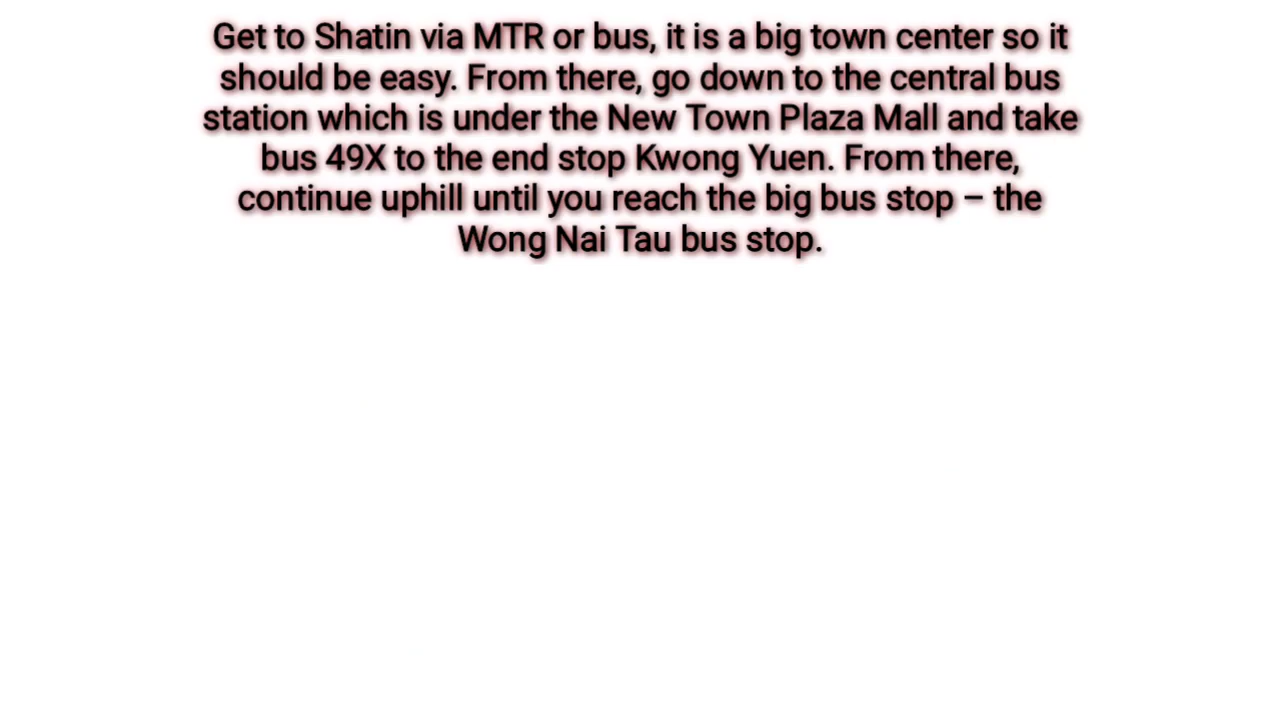 Get to Shatin via MTR or bus, it is a big town center so it
should be easy. From there, go down to the central bus
station which is under the New Town Plaza Mall and take
bus 49X to the end stop Kwong Yuen. From there,
continue uphill until you reach the big bus stop – the
Wong Nai Tau bus stop.